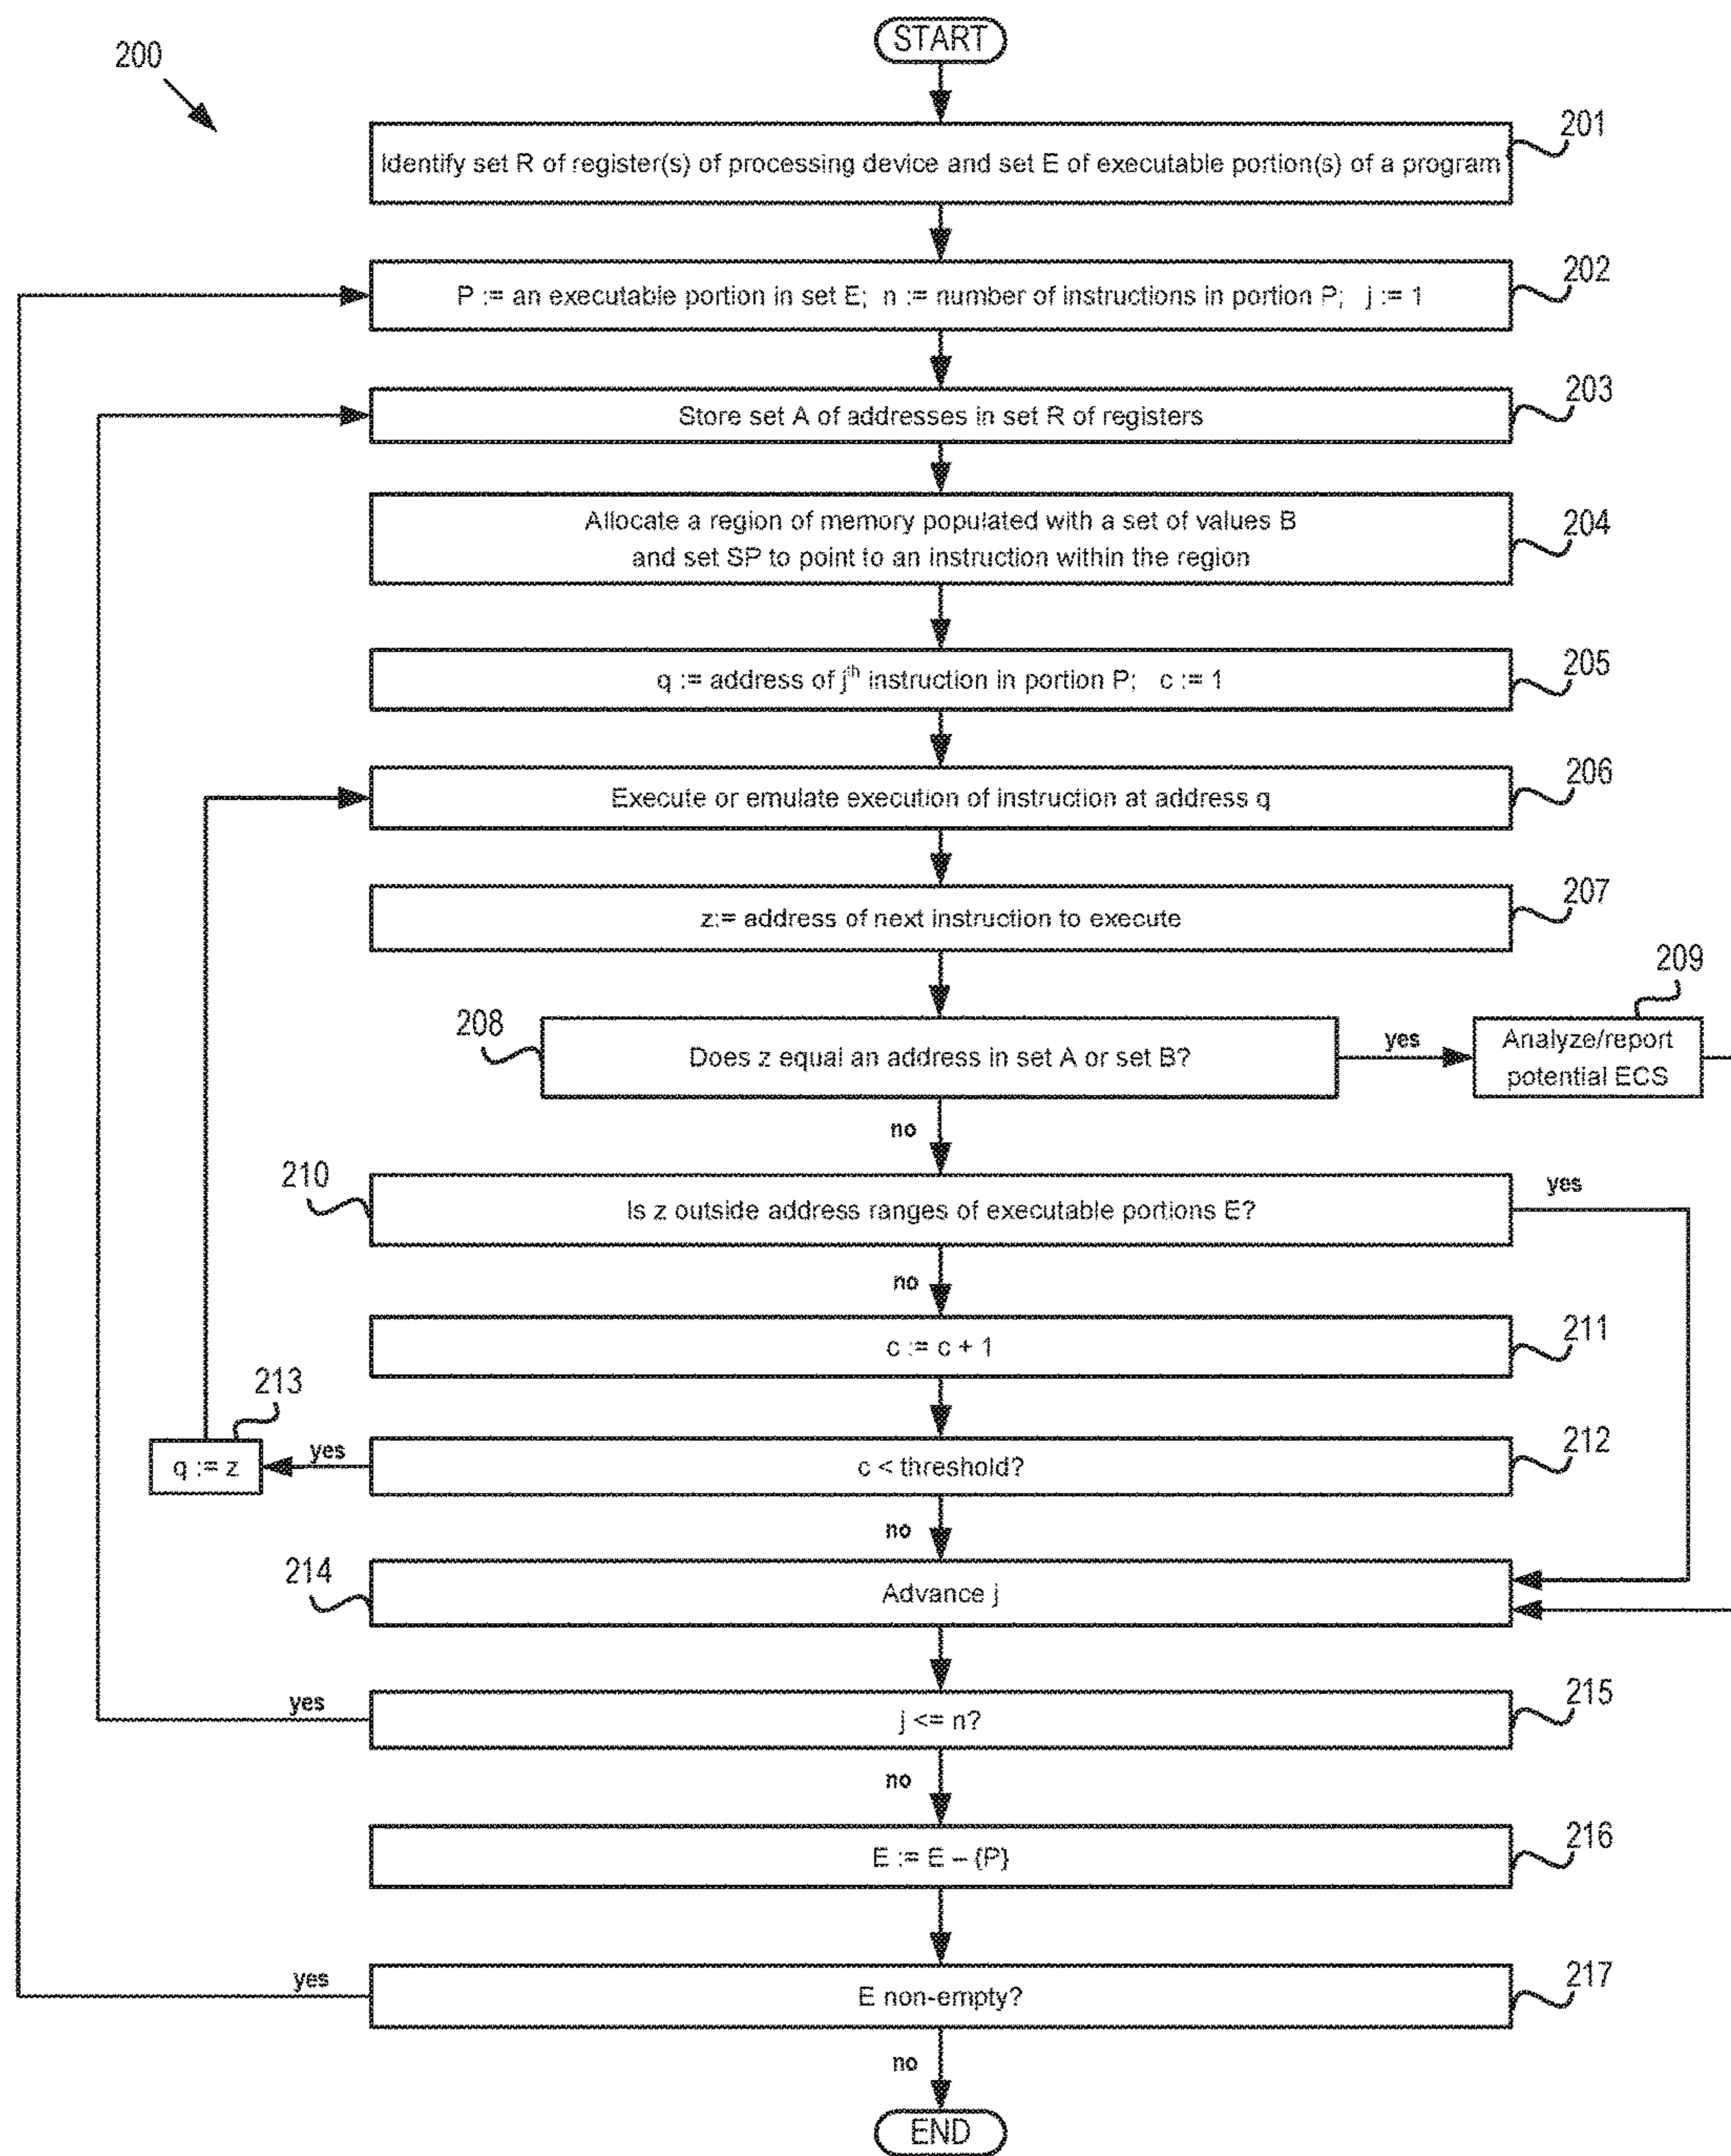 START
200
201
Identify set R of register(s) of processing device and set E of executable portion(s) of a program
202
P := an executable portion in set E; n := number of instructions in portion P; j := 1
203
Store set A of addresses in set R of registers
204
Allocate a region of memory populated with a set of values B
and set SP to point to an instruction within the region
205
q := address of jth instruction in portion P; c := 1
206
Execute or emulate execution of instruction at address q
207
z:= address of next instruction to execute
208
Does z equal an address in set A or set B?
yes
209
Analyze/report
potential ECS
no
210
Is z outside address ranges of executable portions E?
yes
no
211
c := c + 1
212
c < threshold?
yes
213
q := z
no
214
Advance j
215
j <= n?
yes
no
216
E := E – {P}
217
E non-empty?
yes
no
END